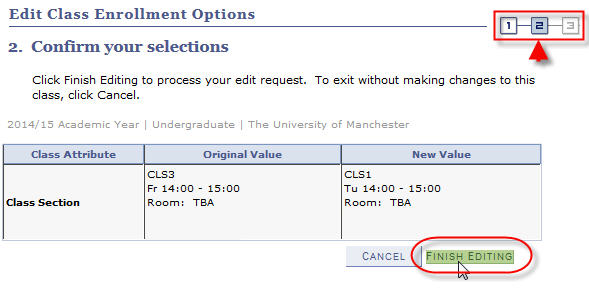 Edit Class Enrollment Options
1 2 3
2. Confirm your selections
Click Finish Editing to process your edit request. To exit without making changes to this
class, click Cancel.
2014/15 Academic Year | Undergraduate | The University of Manchester
Class Attribute Original Value New Value
CLS3 CLS1
Fr 14:00 - 15:00 Tu 14:00 - 15:00
Class Section Room: TBA Room: TBA
CANCEL FINISH EDITING